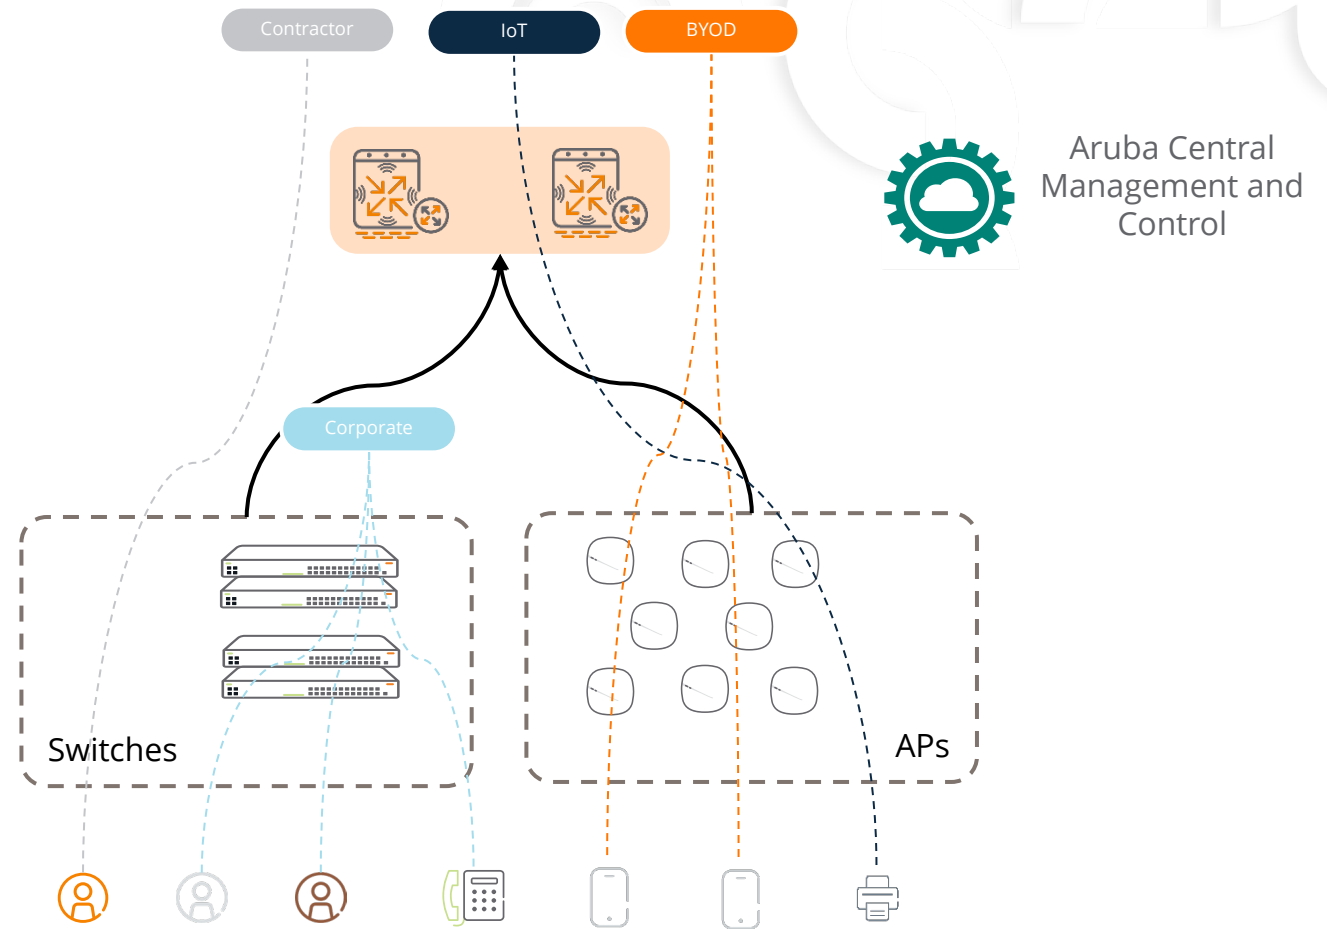 Contractor
IoT
BYOD
Aruba Central
Management and
Control
Corporate
Switches
APs